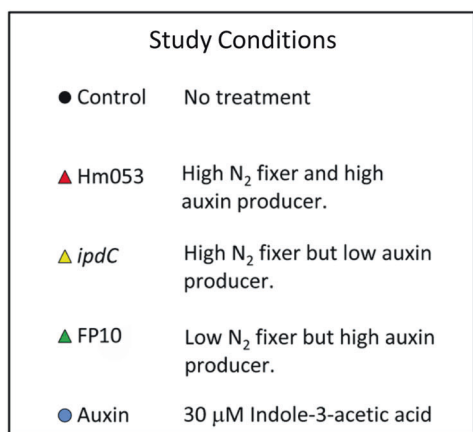 Study Conditions
Control No treatment
Hm053 High N₂ fixer and high
auxin producer.
ipdC High N₂ fixer but low auxin
producer.
FP10 Low N₂ fixer but high auxin
producer.
Auxin 30 μM Indole-3-acetic acid